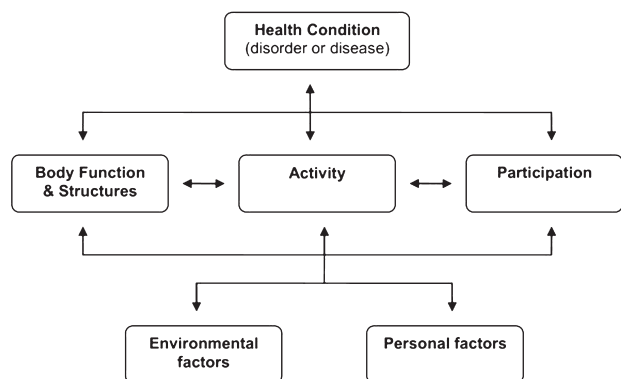 Health Condition
(disorder or disease)
Body Function
& Structures
Activity
Participation
Environmental
factors
Personal factors